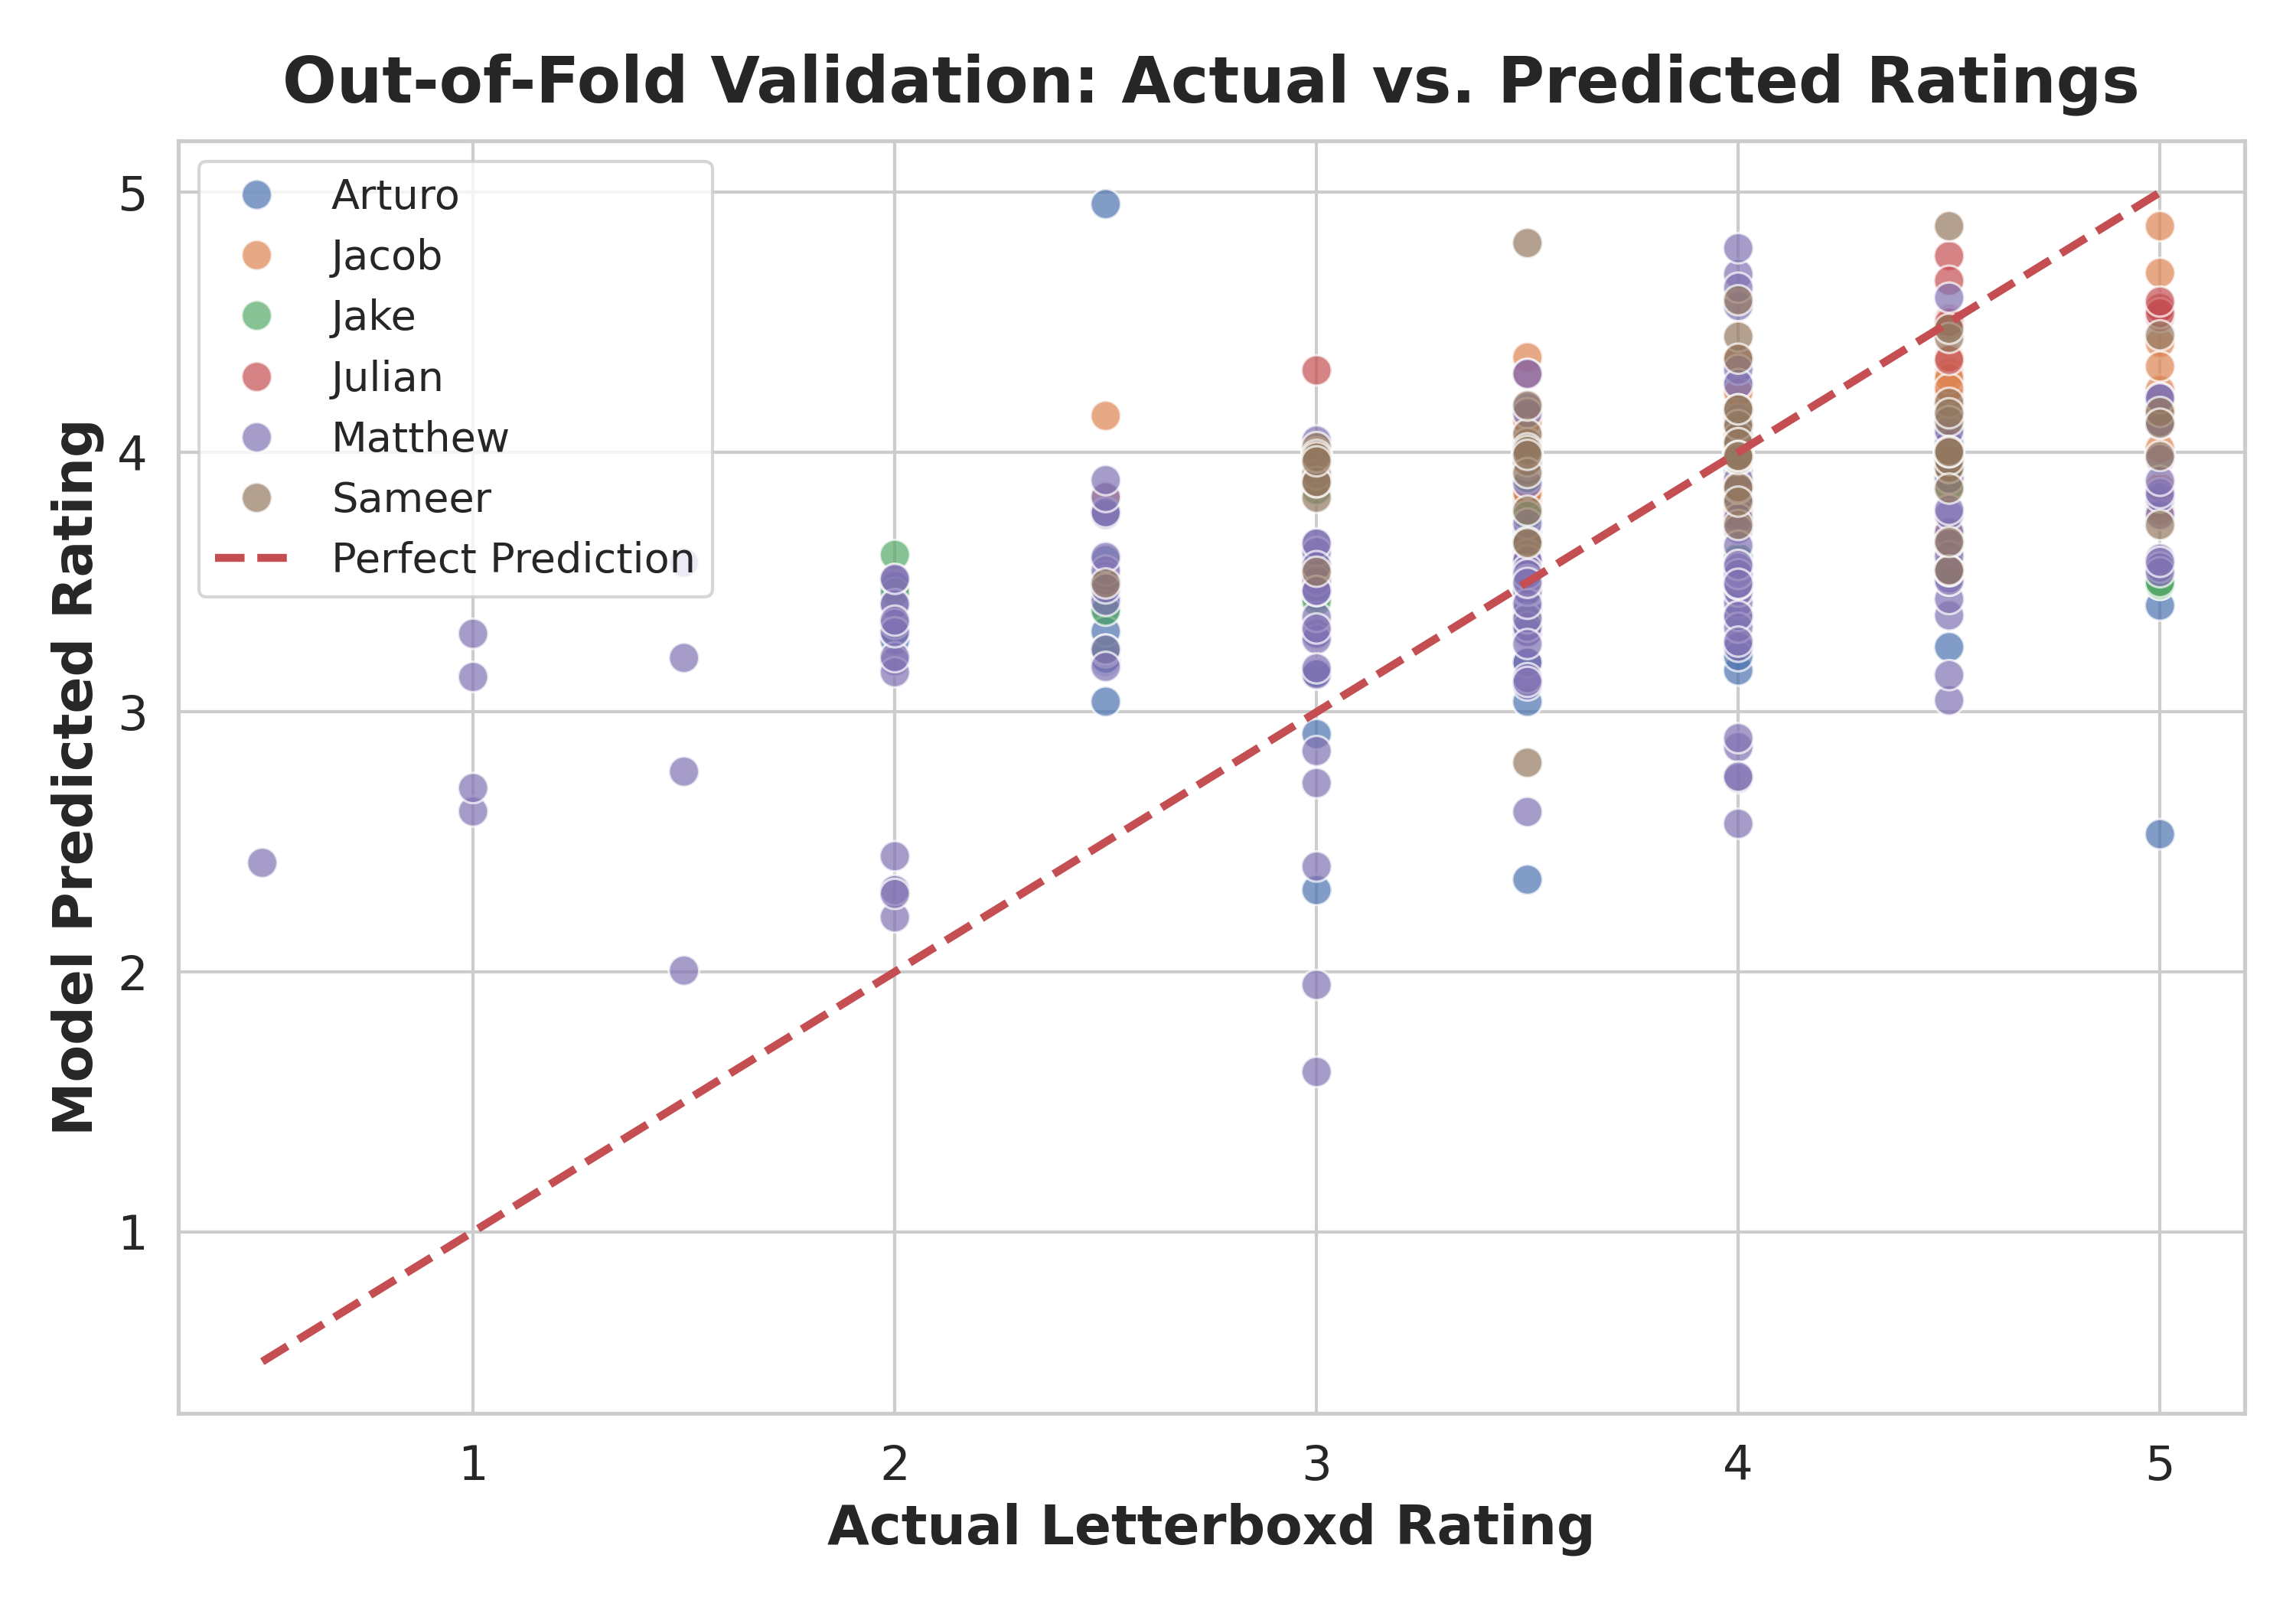 Out-of-Fold Validation: Actual vs. Predicted Ratings
Arturo
Jacob
Jake
Julian
Matthew
Sameer
Perfect Prediction
Model Predicted Rating
5
4
3
2
1
1 2 3 4 5
Actual Letterboxd Rating